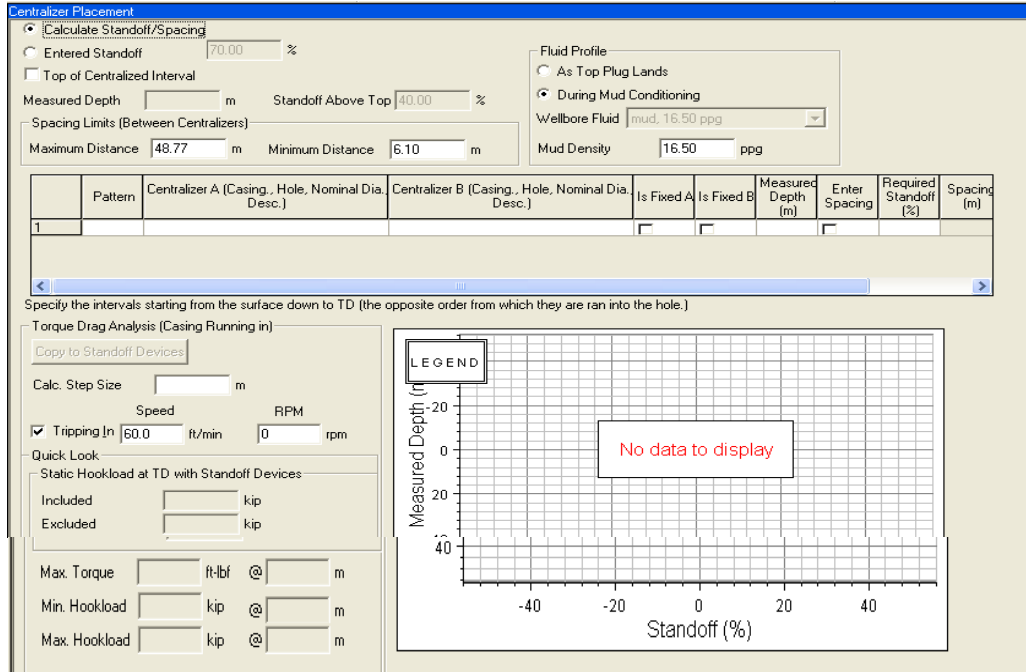 Centralizer Placement
Calculate Standoff/Spacing
Entered Standoff 70.00 %
Top of Centralized Interval
Measured Depth m Standoff Above Top 40.00 %
Spacing Limits (Between Centralizers)
Maximum Distance 48.77 m Minimum Distance 6.10 m
Fluid Profile
As Top Plug Lands
During Mud Conditioning
Wellbore Fluid mud, 16.50 ppg
Mud Density 16.50 ppg
Pattern
Centralizer A (Casing., Hole, Nominal Dia.
Desc.)
Centralizer B (Casing., Hole, Nominal Dia.
Desc.)
Is Fixed A
Is Fixed B
Measured
Depth
(m)
Enter
Spacing
Required
Standoff
(%)
Spacing
(m)
1
Specify the intervals starting from the surface down to TD (the opposite order from which they are ran into the hole.)
Torque Drag Analysis (Casing Running in)
Copy to Standoff Devices
Calc. Step Size m
Speed RPM
Tripping In 60.0 ft/min 0 rpm
Quick Look
Static Hookload at TD with Standoff Devices
Included kip
Excluded kip
Max. Torque ft-lbf @ m
Min. Hookload kip @ m
Max. Hookload kip @ m
LEGEND
Measured Depth (m
-20
0
20
40
No data to display
-40 -20 0 20 40
Standoff (%)